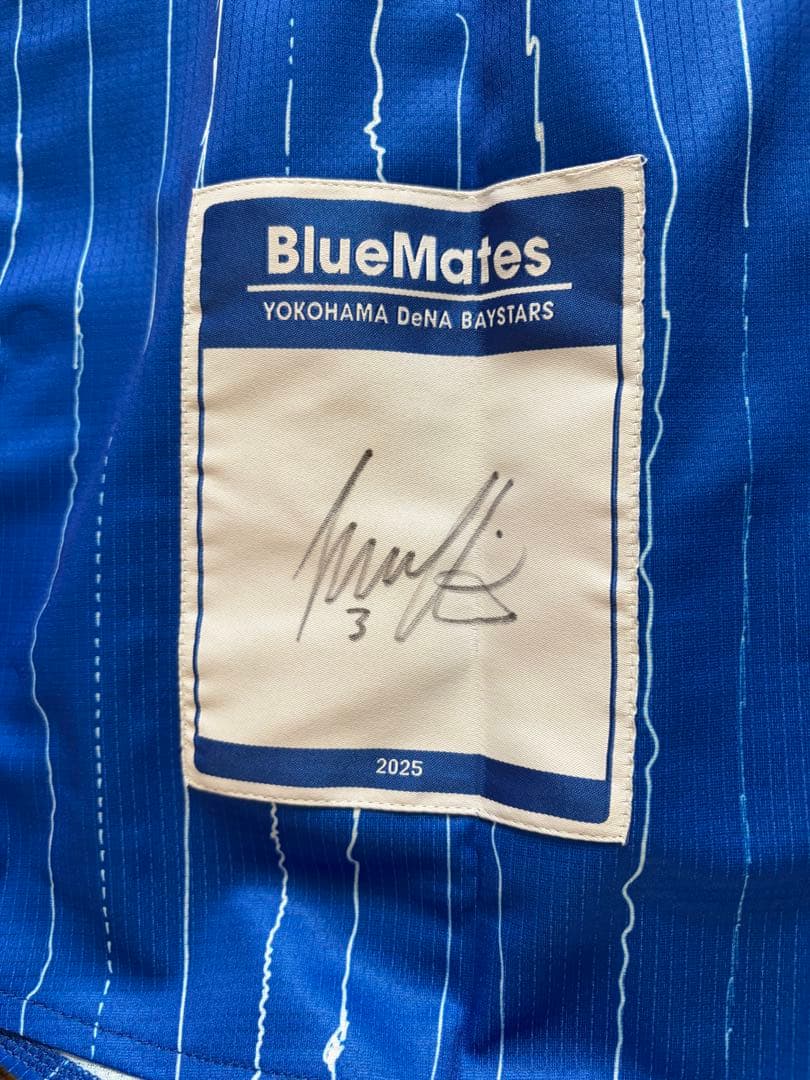 BlueMates
YOKOHAMA DeNA BAYSTARS
3
2025